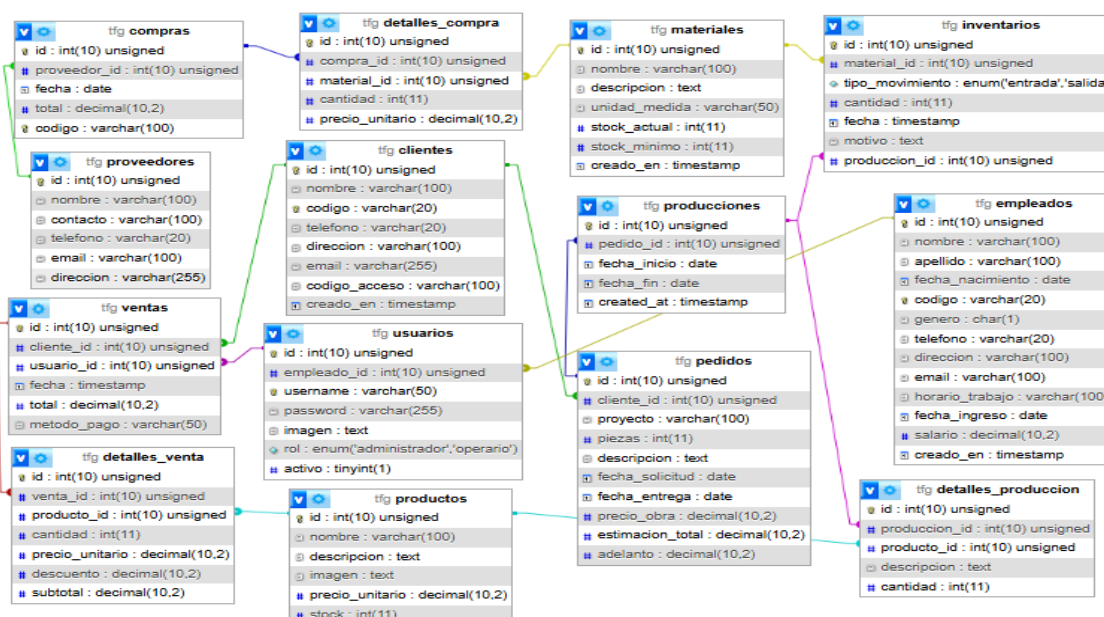 tfg compras
id : int(10) unsigned
proveedor_id : int(10) unsigned
fecha : date
total : decimal(10,2)
codigo : varchar(100)
tfg detalles_compra
id : int(10) unsigned
compra_id : int(10) unsigned
material_id : int(10) unsigned
cantidad : int(11)
precio_unitario : decimal(10,2)
tfg materiales
id : int(10) unsigned
nombre : varchar(100)
descripcion : text
unidad_medida : varchar(50)
stock_actual : int(11)
stock_minimo : int(11)
creado_en : timestamp
tfg inventarios
id : int(10) unsigned
material_id : int(10) unsigned
tipo_movimiento : enum('entrada','salida
cantidad : int(11)
fecha : timestamp
motivo : text
produccion_id : int(10) unsigned
tfg proveedores
id : int(10) unsigned
nombre : varchar(100)
contacto : varchar(100)
telefono : varchar(20)
email : varchar(100)
direccion : varchar(255)
tfg clientes
id : int(10) unsigned
nombre : varchar(100)
codigo : varchar(20)
telefono : varchar(20)
direccion : varchar(100)
email : varchar(255)
codigo_acceso : varchar(100)
creado_en : timestamp
tfg producciones
id : int(10) unsigned
pedido_id : int(10) unsigned
fecha_inicio : date
fecha_fin : date
created_at : timestamp
tfg empleados
id : int(10) unsigned
nombre : varchar(100)
apellido : varchar(100)
fecha_nacimiento : date
codigo : varchar(20)
genero : char(1)
telefono : varchar(20)
direccion : varchar(100)
email : varchar(100)
horario_trabajo : varchar(100
fecha_ingreso : date
salario : decimal(10,2)
creado_en : timestamp
tfg ventas
id : int(10) unsigned
cliente_id : int(10) unsigned
usuario_id : int(10) unsigned
fecha : timestamp
total : decimal(10,2)
metodo_pago : varchar(50)
tfg usuarios
id : int(10) unsigned
empleado_id : int(10) unsigned
username : varchar(50)
password : varchar(255)
imagen : text
rol : enum('administrador','operario')
activo : tinyint(1)
tfg pedidos
id : int(10) unsigned
cliente_id : int(10) unsigned
proyecto : varchar(100)
piezas : int(11)
descripcion : text
fecha_solicitud : date
fecha_entrega : date
precio_obra : decimal(10,2)
estimacion_total : decimal(10,2)
adelanto : decimal(10,2)
tfg detalles_venta
id : int(10) unsigned
venta_id : int(10) unsigned
producto_id : int(10) unsigned
cantidad : int(11)
precio_unitario : decimal(10,2)
descuento : decimal(10,2)
subtotal : decimal(10,2)
tfg productos
id : int(10) unsigned
nombre : varchar(100)
descripcion : text
imagen : text
precio_unitario : decimal(10,2)
stock : int(11)
tfg detalles_produccion
id : int(10) unsigned
produccion_id : int(10) unsigned
producto_id : int(10) unsigned
descripcion : text
cantidad : int(11)